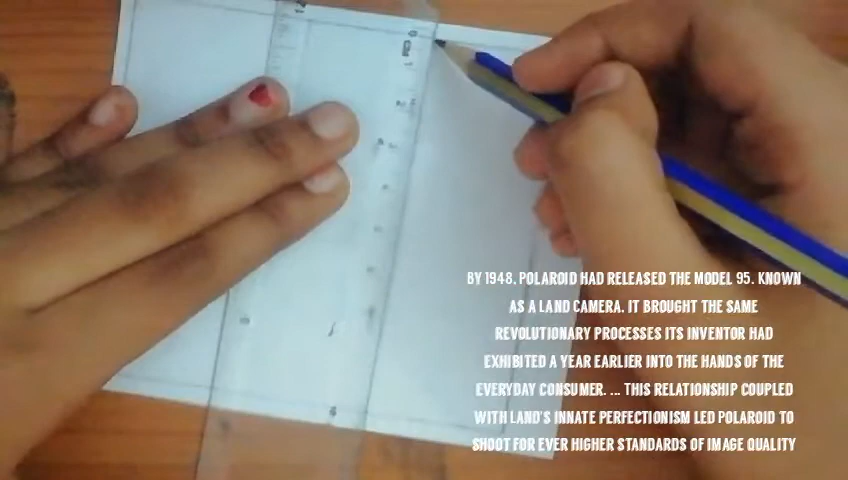 BY 1948, POLAROID HAD RELEASED THE MODEL 95. KNOWN
AS A LAND CAMERA, IT BROUGHT THE SAME
REVOLUTIONARY PROCESSES ITS INVENTOR HAD
EXHIBITED A YEAR EARLIER INTO THE HANDS OF THE
EVERYDAY CONSUMER. ... THIS RELATIONSHIP COUPLED
WITH LAND'S INNATE PERFECTIONISM LED POLAROID TO
SHOOT FOR EVER HIGHER STANDARDS OF IMAGE QUALITY